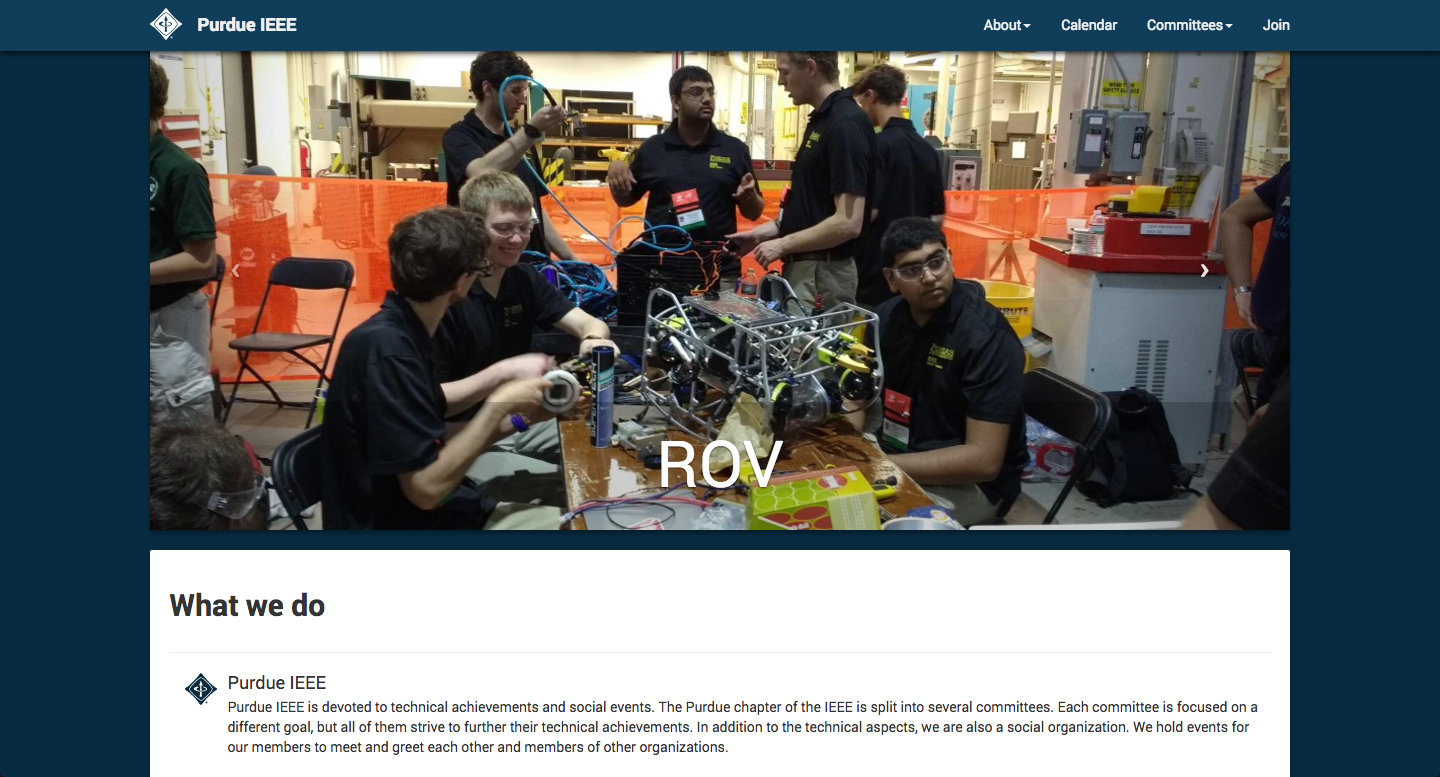 Purdue IEEE
About Calendar Committees Join
WEAR YOUR
SAFETY GLASSES
ROV
What we do
Purdue IEEE
Purdue IEEE is devoted to technical achievements and social events. The Purdue chapter of the IEEE is split into several committees. Each committee is focused on a
different goal, but all of them strive to further their technical achievements. In addition to the technical aspects, we are also a social organization. We hold events for
our members to meet and greet each other and members of other organizations.